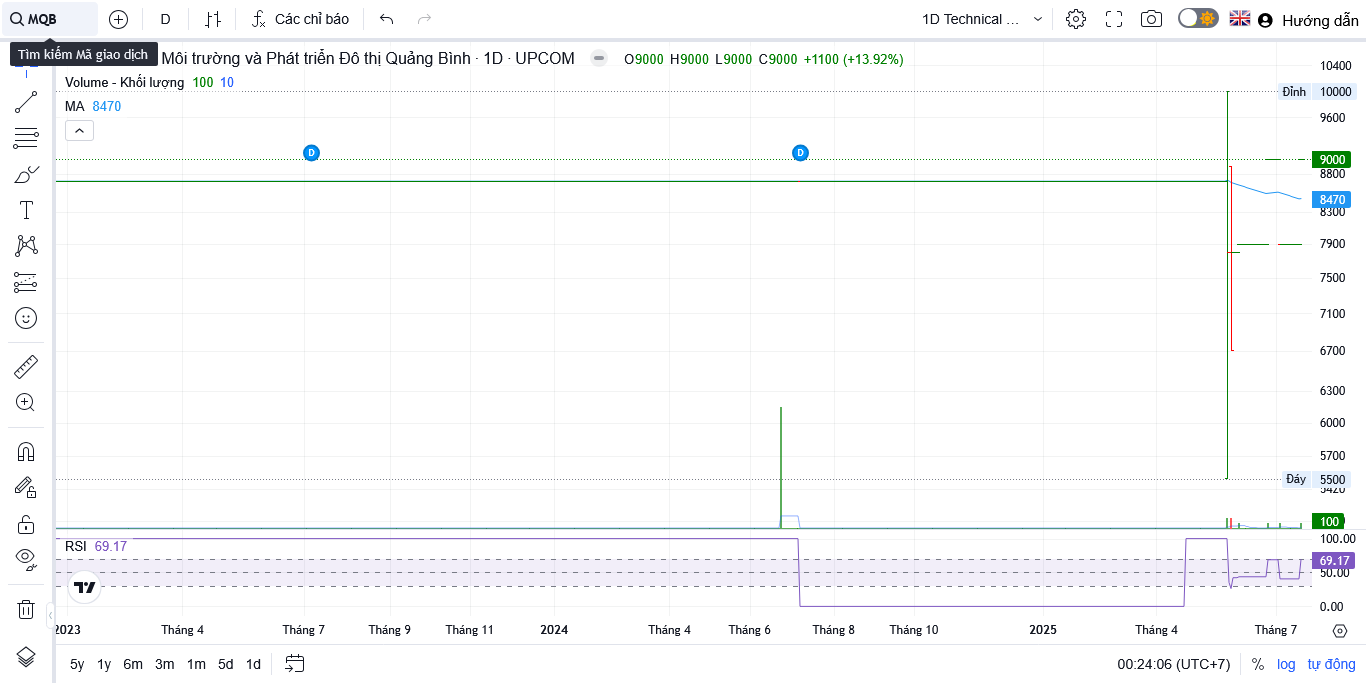 MQB
D
Các chỉ báo
1D Technical ...
Hướng dẫn
Tìm kiếm Mã giao dịch
Môi trường và Phát triển Đô thị Quảng Bình · 1D · UPCOM
O9000 H9000 L9000 C9000 +1100 (+13.92%)
Volume - Khối lượng 100 10
MA 8470
10400
Đỉnh 10000
9600
D
D
9000
8800
8470
8300
7900
7500
7100
6700
6300
6000
5700
Đáy 5500
5420
100
RSI 69.17
100.00
69.17
50.00
0.00
2023 Tháng 4 Tháng 7 Tháng 9 Tháng 11 2024 Tháng 4 Tháng 6 Tháng 8 Tháng 10 2025 Tháng 4 Tháng 7
5y 1y 6m 3m 1m 5d 1d
00:24:06 (UTC+7) % log tự động